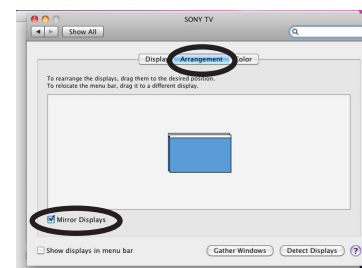 SONY TV
Show All
Display Arrangement Color
To rearrange the displays, drag them to the desired position.
To relocate the menu bar, drag it to a different display.
Mirror Displays
Show displays in menu bar
Gather Windows Detect Displays ?